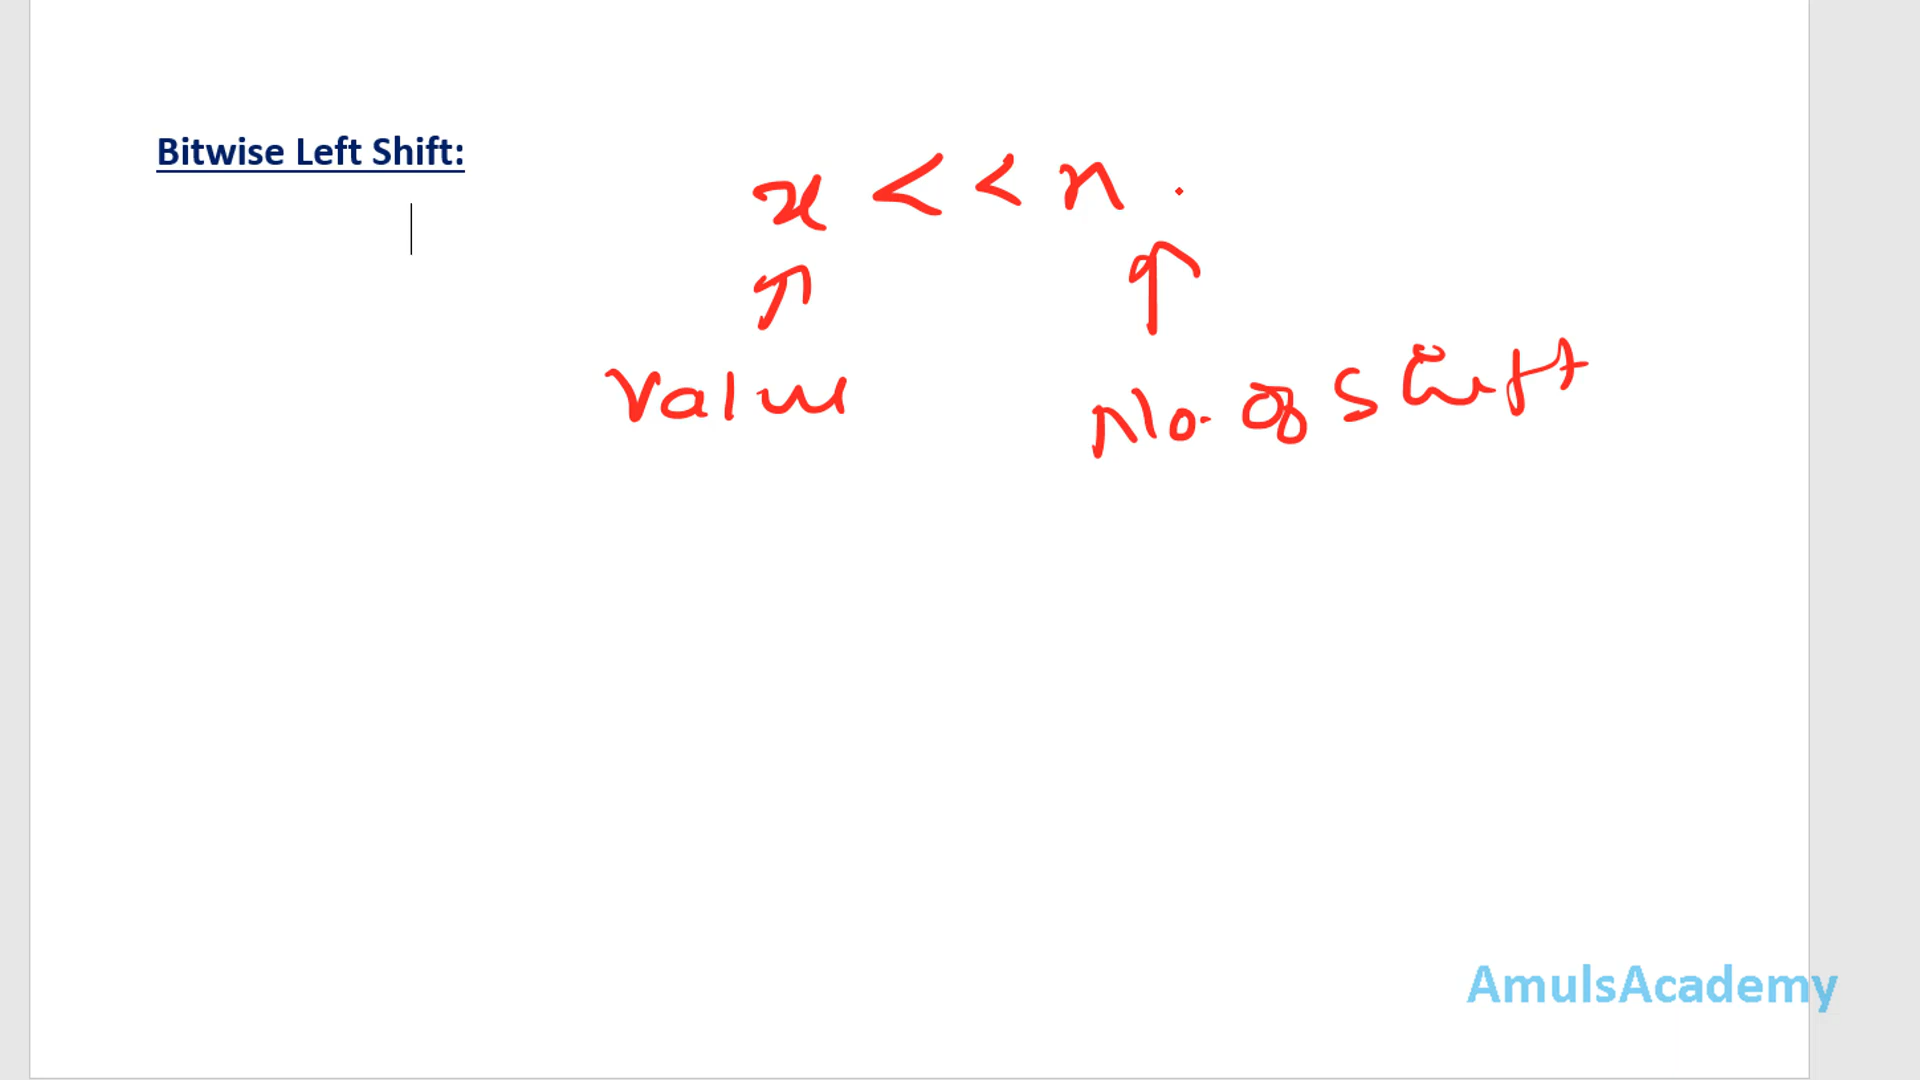 Bitwise Left Shift:
x << n
value
No. of Shift
AmulsAcademy